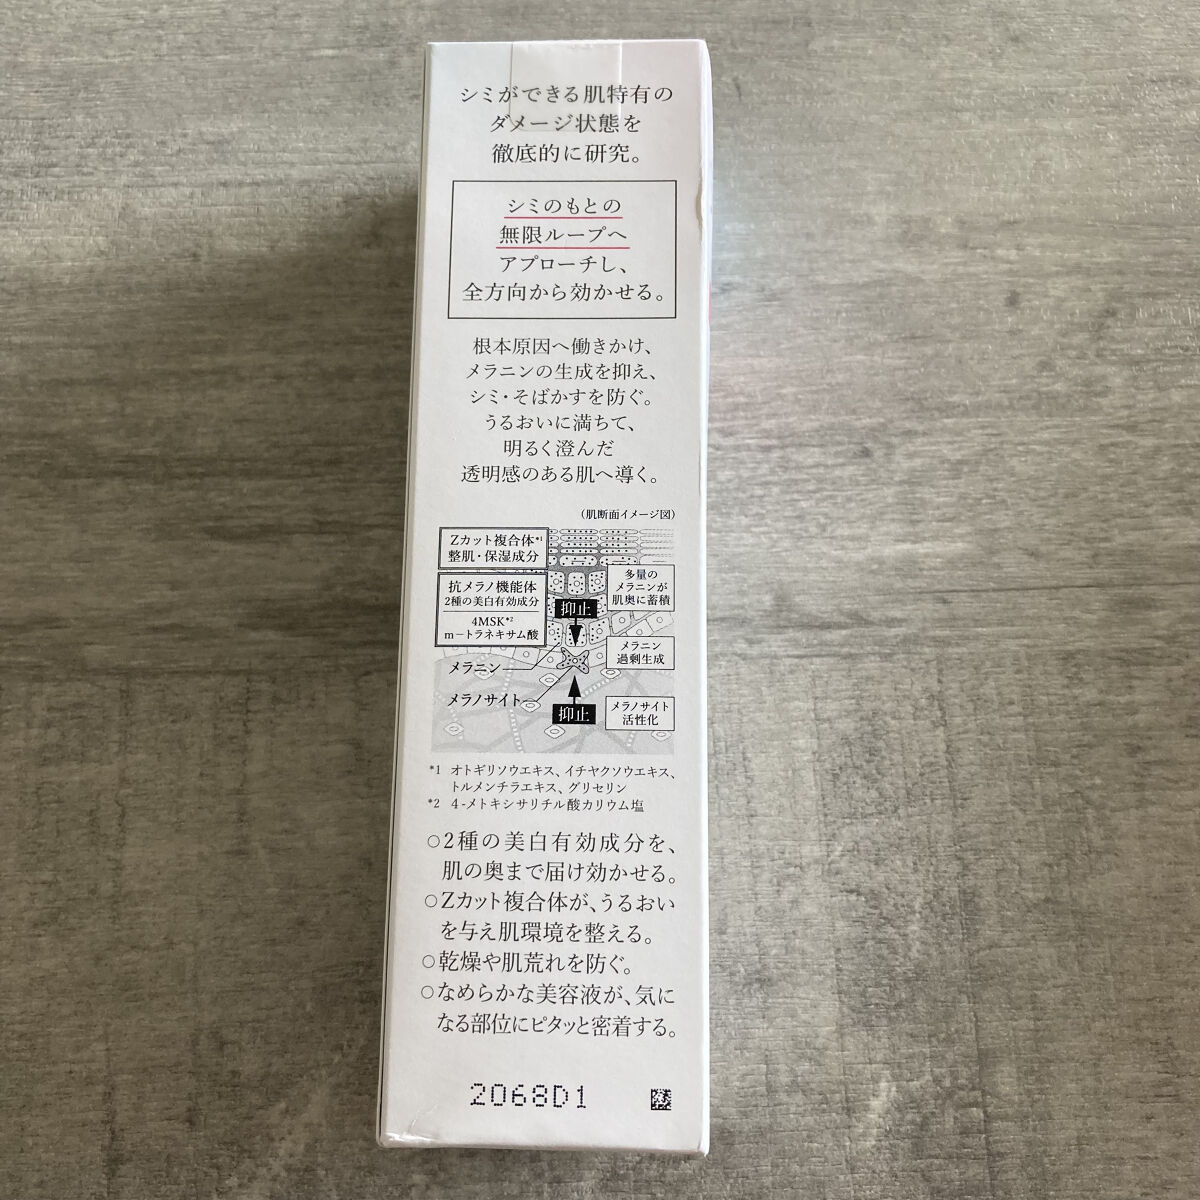 シミができる肌特有の
ダメージ状態を
徹底的に研究。
シミのもとの
無限ループへ
アプローチし、
全方向から効かせる。
根本原因へ働きかけ、
メラニンの生成を抑え、
シミ・そばかすを防ぐ。
うるおいに満ちて、
明るく澄んだ
透明感のある肌へ導く。
(肌断面イメージ図)
Zカット複合体*1
整肌・保湿成分
抗メラノ機能体
2種の美白有効成分
4MSK*2
m-トラネキサム酸
抑止
多量の
メラニンが
肌奥に蓄積
メラニン
過剰生成
メラニン
メラノサイト
抑止
メラノサイト
活性化
*1 オトギリソウエキス、イチヤクソウエキス、
トルメンチラエキス、グリセリン
*2 4-メトキシサリチル酸カリウム塩
○2種の美白有効成分を、
肌の奥まで届け効かせる。
○Zカット複合体が、うるおい
を与え肌環境を整える。
○乾燥や肌荒れを防ぐ。
○なめらかな美容液が、気に
なる部位にピタッと密着する。
2068D1